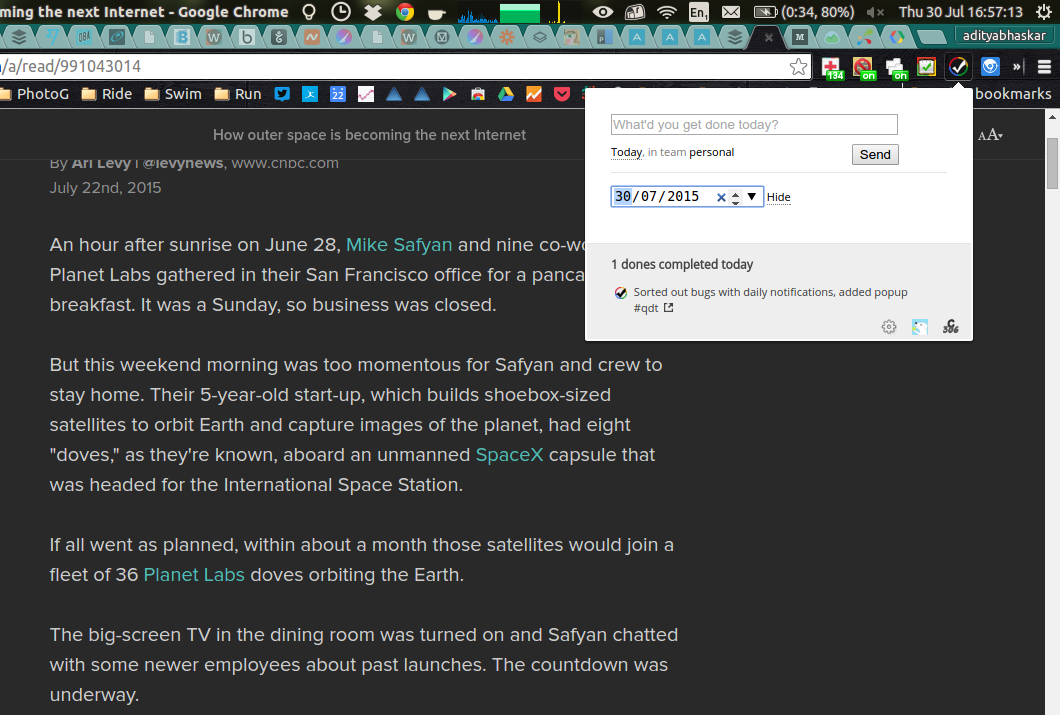 ming the next Internet - Google Chrome
En1
(0:34, 80%)
Thu 30 Jul 16:57:13
adityabhaskar
/a/read/991043014
134
on
on
PhotoG
Ride
Swim
Run
22
bookmarks
How outer space is becoming the next Internet
AA
By Ari Levy | @levynews, www.cnbc.com
July 22nd, 2015
An hour after sunrise on June 28, Mike Safyan and nine co-wo
Planet Labs gathered in their San Francisco office for a panca
breakfast. It was a Sunday, so business was closed.
But this weekend morning was too momentous for Safyan and crew to
stay home. Their 5-year-old start-up, which builds shoebox-sized
satellites to orbit Earth and capture images of the planet, had eight
"doves," as they're known, aboard an unmanned SpaceX capsule that
was headed for the International Space Station.
If all went as planned, within about a month those satellites would join a
fleet of 36 Planet Labs doves orbiting the Earth.
The big-screen TV in the dining room was turned on and Safyan chatted
with some newer employees about past launches. The countdown was
underway.
What'd you get done today?
Today, in team personal
Send
30/07/2015
Hide
1 dones completed today
Sorted out bugs with daily notifications, added popup
#qdt